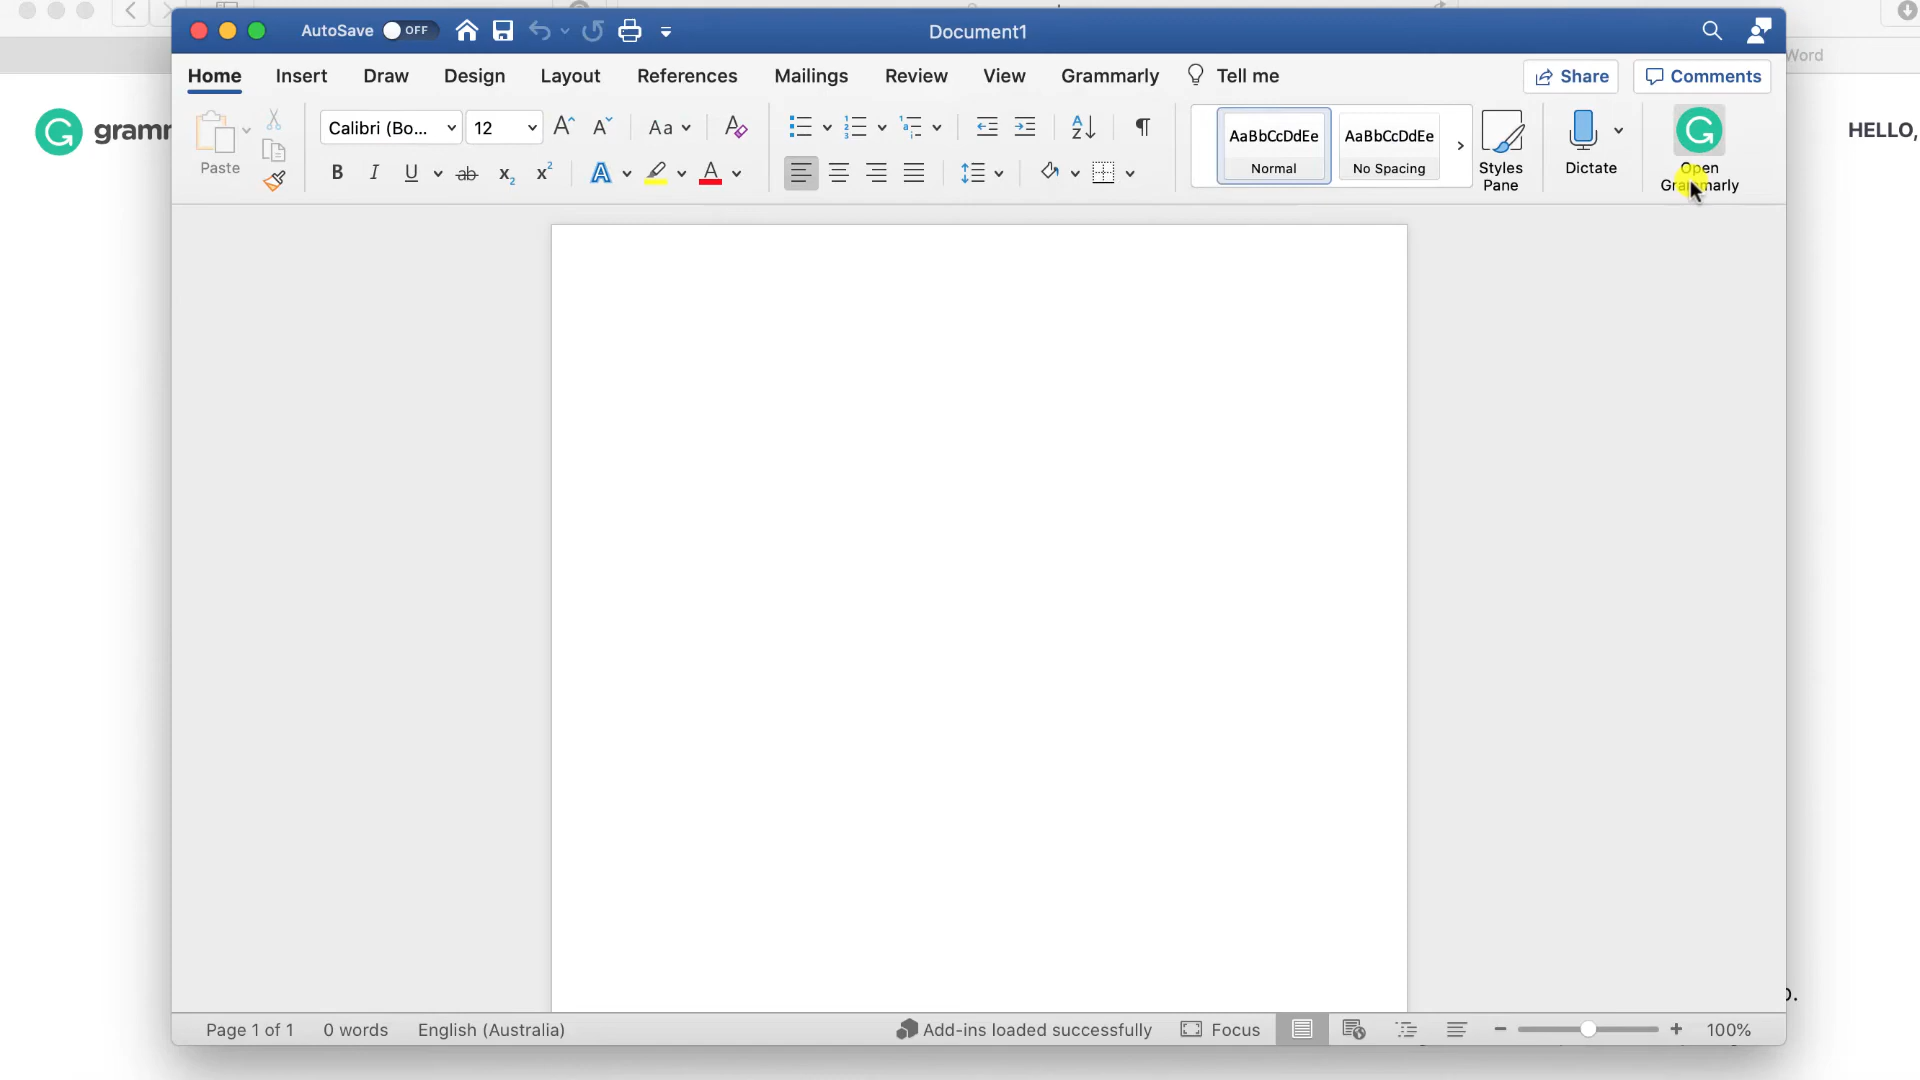 AutoSave OFF Document1
Word
Home Insert Draw Design Layout References Mailings Review View Grammarly Tell me Share Comments
gramm
Calibri (Bo... 12 Aa AaBbCcDdEe AaBbCcDdEe
HELLO,
Paste Normal No Spacing Styles Pane Dictate Open Grammarly
Page 1 of 1 0 words English (Australia) Add-ins loaded successfully Focus 100%